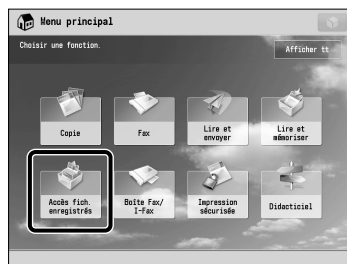 Menu principal
Choisir une fonction.
Afficher tt
Copie
Fax
Lire et
envoyer
Lire et
mémoriser
Accès fich.
enregistrés
Boîte Fax/
I-Fax
Impression
sécurisée
Didacticiel